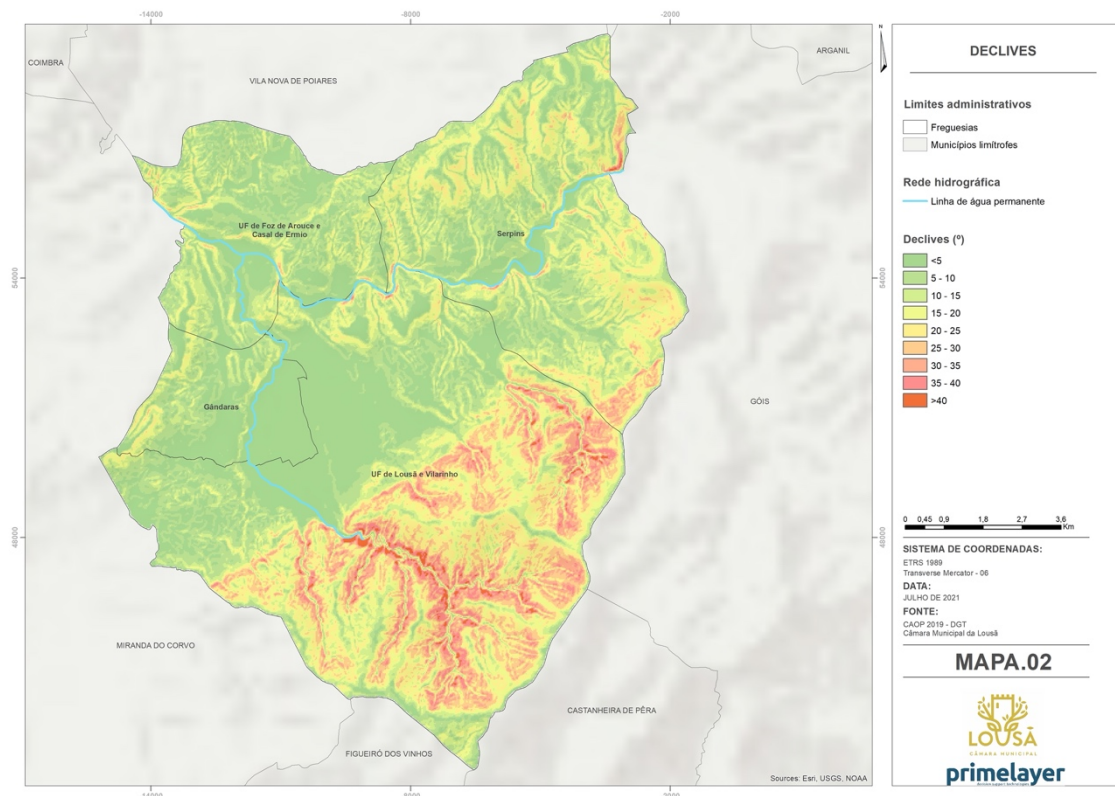 -14000
-8000
-2000
COIMBRA
VILA NOVA DE POIARES
ARGANIL
N
UF de Foz de Arouce e
Casal de Ermio
Serpins
54000
54000
GÓIS
Gândaras
UF de Lousã e Vilarinho
48000
48000
MIRANDA DO CORVO
CASTANHEIRA DE PÊRA
FIGUEIRÓ DOS VINHOS
Sources: Esri, USGS, NOAA
-14000
-8000
-2000
DECLIVES
Limites administrativos
Freguesias
Municípios limítrofes
Rede hidrográfica
Linha de água permanente
Declives (º)
<5
5 - 10
10 - 15
15 - 20
20 - 25
25 - 30
30 - 35
35 - 40
>40
0 0,45 0,9 1,8 2,7 3,6
Km
SISTEMA DE COORDENADAS:
ETRS 1989
Transverse Mercator - 06
DATA:
JULHO DE 2021
FONTE:
CAOP 2019 - DGT
Câmara Municipal da Lousã
MAPA.02
LOUSÃ
CÂMARA MUNICIPAL
primelayer